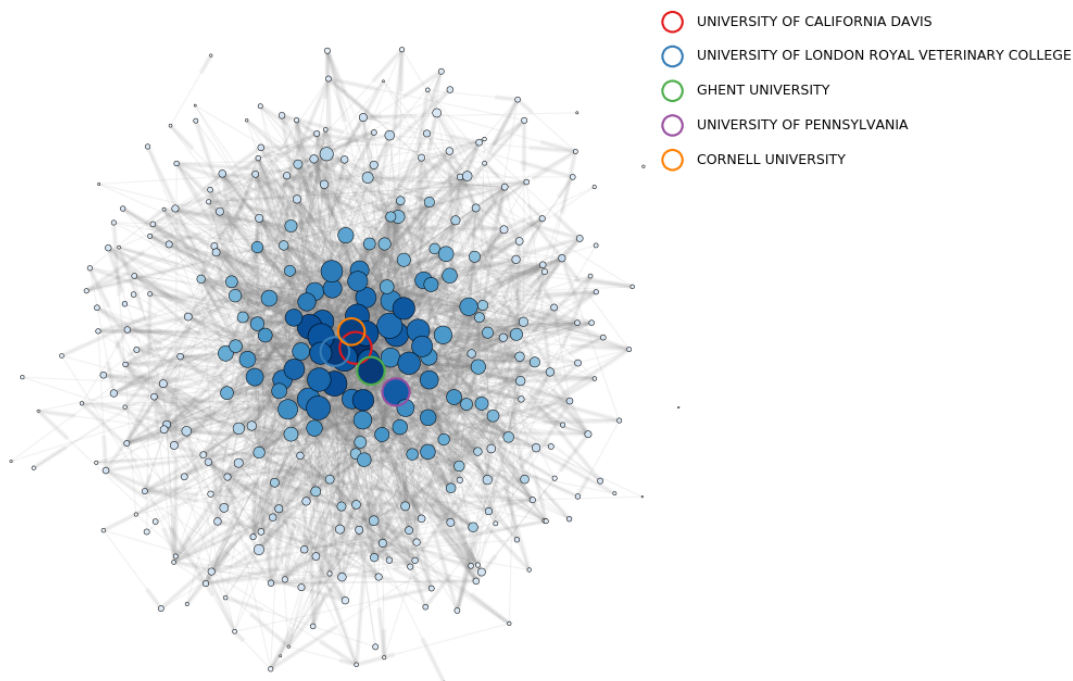 UNIVERSITY OF CALIFORNIA DAVIS
UNIVERSITY OF LONDON ROYAL VETERINARY COLLEGE
GHENT UNIVERSITY
UNIVERSITY OF PENNSYLVANIA
CORNELL UNIVERSITY